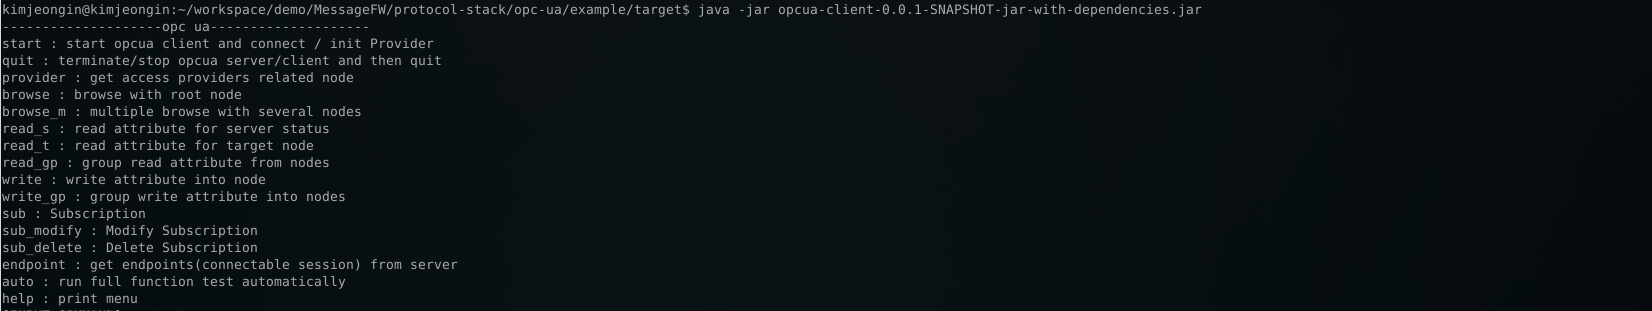 kimjeongin@kimjeongin:~/workspace/demo/MessageFW/protocol-stack/opc-ua/example/target$ java -jar opcua-client-0.0.1-SNAPSHOT-jar-with-dependencies.jar
--------------------opc ua--------------------
start : start opcua client and connect / init Provider
quit : terminate/stop opcua server/client and then quit
provider : get access providers related node
browse : browse with root node
browse_m : multiple browse with several nodes
read_s : read attribute for server status
read_t : read attribute for target node
read_gp : group read attribute from nodes
write : write attribute into node
write_gp : group write attribute into nodes
sub : Subscription
sub_modify : Modify Subscription
sub_delete : Delete Subscription
endpoint : get endpoints(connectable session) from server
auto : run full function test automatically
help : print menu